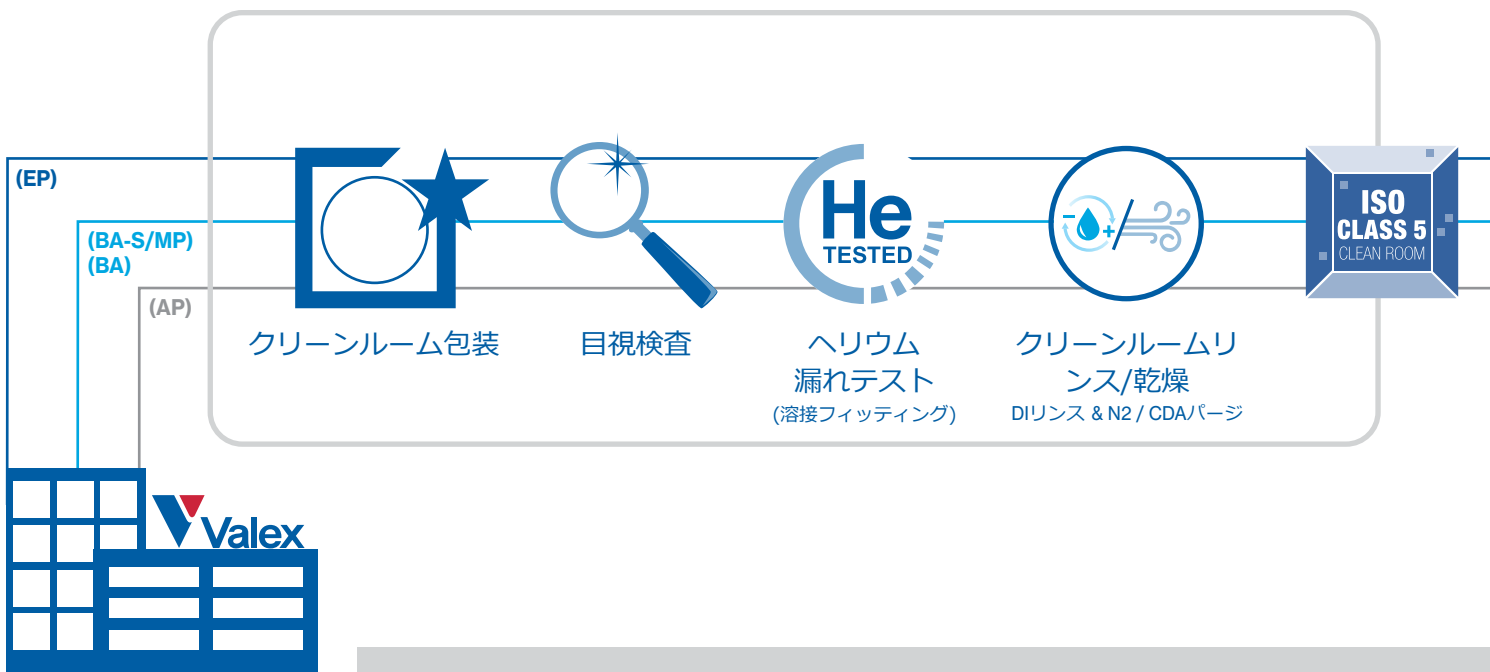 (EP)
(BA-S/MP)
(BA)
(AP)
クリーンルーム包装
目視検査
He
TESTED
ヘリウム
漏れテスト
(溶接フィッティング)
クリーンルームリ
ンス/乾燥
DIリンス & N2 / CDAパージ
ISO
CLASS 5
CLEAN ROOM
Valex